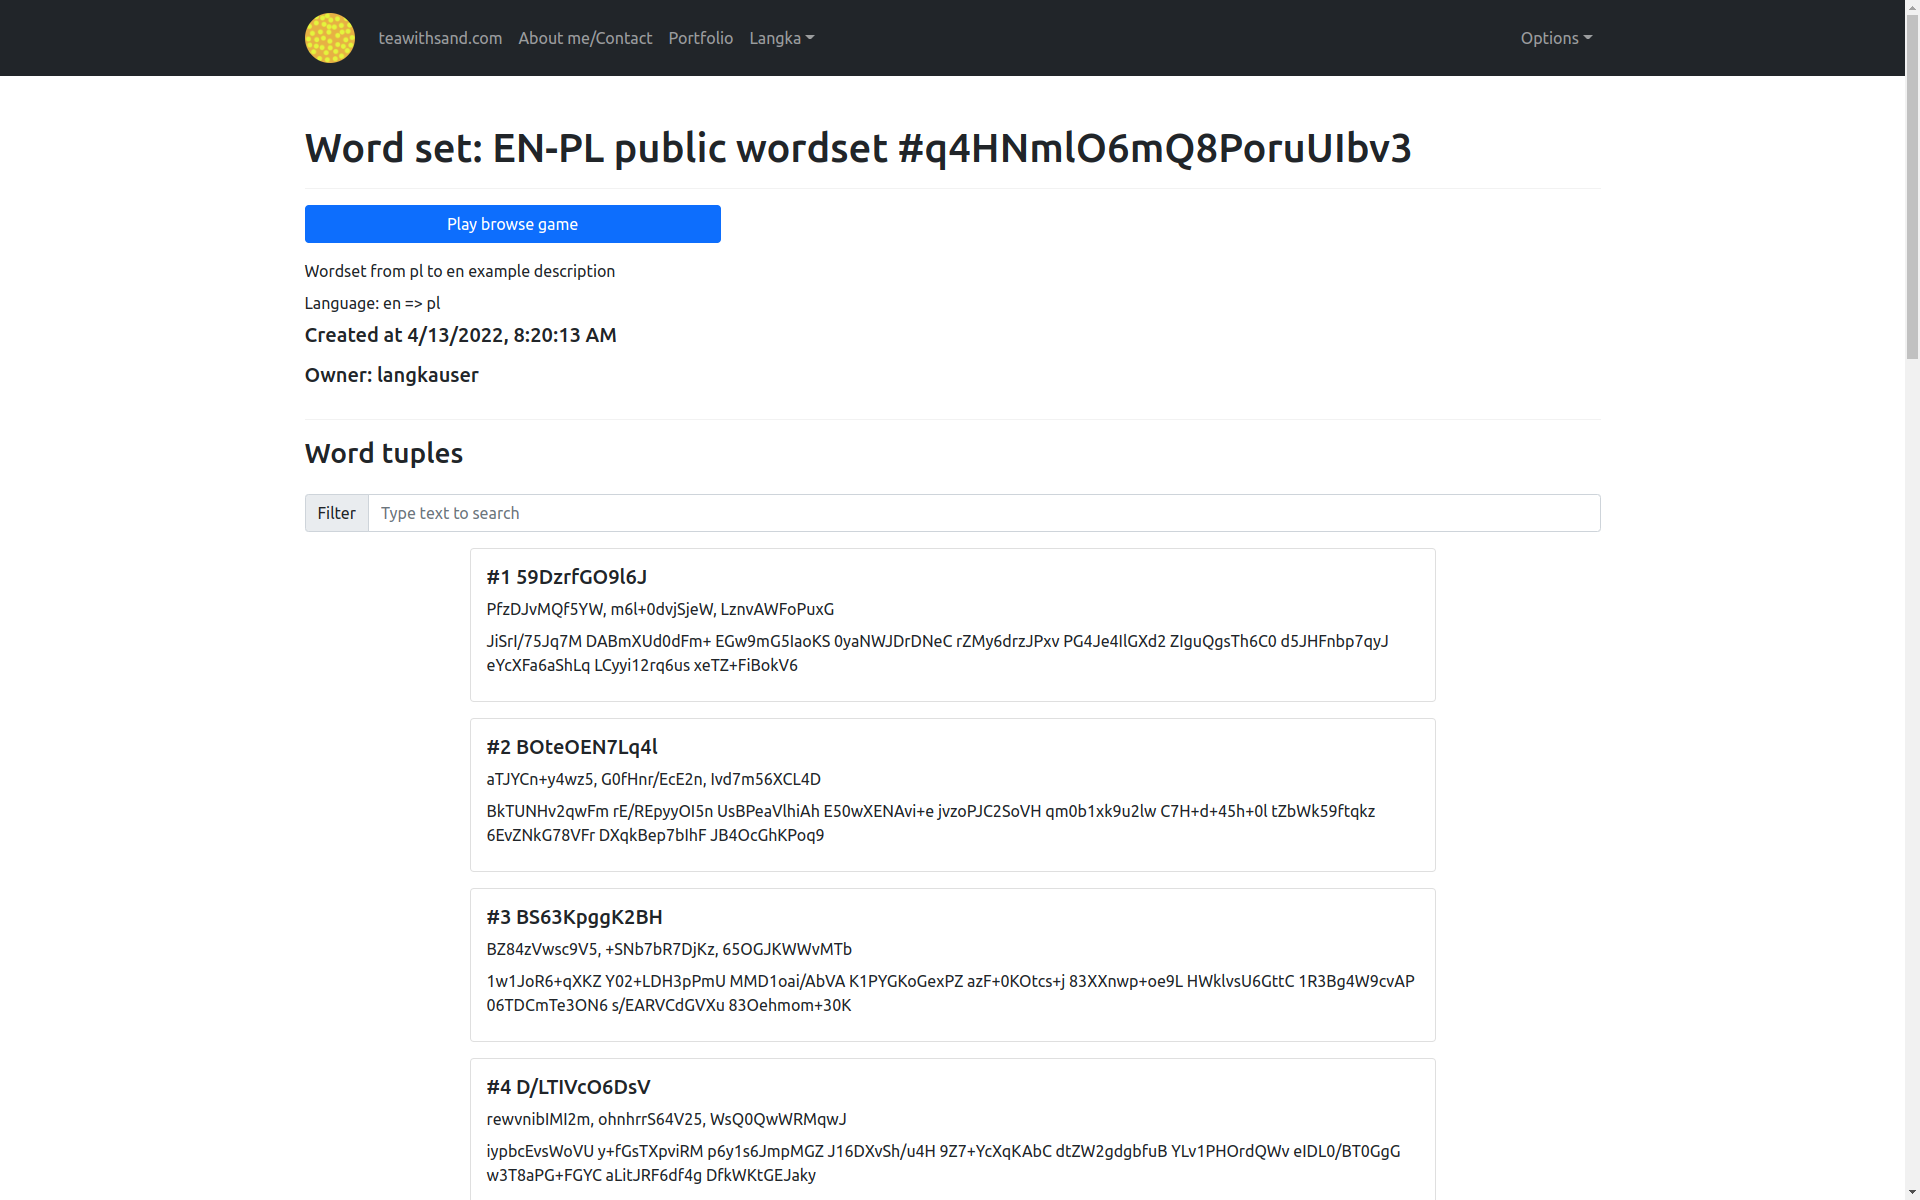 teawithsand.com About me/Contact Portfolio Langka Options
Word set: EN-PL public wordset #q4HNmlO6mQ8PoruUIbv3
Play browse game
Wordset from pl to en example description
Language: en => pl
Created at 4/13/2022, 8:20:13 AM
Owner: langkauser
Word tuples
Filter Type text to search
#1 59DzrfGO9l6J
PfzDJvMQf5YW, m6l+0dvjSjeW, LznvAWFoPuxG
JiSrI/75Jq7M DABmXUd0dFm+ EGw9mG5IaoKS 0yaNWJDrDNeC rZMy6drzJPxv PG4Je4IlGXd2 ZIguQgsTh6C0 d5JHFnbp7qyJ
eYcXFa6aShLq LCyyi12rq6us xeTZ+FiBokV6
#2 BOteOEN7Lq4l
aTJYCn+y4wz5, G0fHnr/EcE2n, Ivd7m56XCL4D
BkTUNHv2qwFm rE/REpyyOI5n UsBPeaVlhiAh E50wXENAvi+e jvzoPJC2SoVH qm0b1xk9u2lw C7H+d+45h+0l tZbWk59ftqkz
6EvZNkG78VFr DXqkBep7bIhF JB4OcGhKPoq9
#3 BS63KpggK2BH
BZ84zVwsc9V5, +SNb7bR7DjKz, 65OGJKWWvMTb
1w1JoR6+qXKZ Y02+LDH3pPmU MMD1oai/AbVA K1PYGKoGexPZ azF+0KOtcs+j 83XXnwp+oe9L HWklvsU6GttC 1R3Bg4W9cvAP
06TDCmTe3ON6 s/EARVCdGVXu 83Oehmom+30K
#4 D/LTIVcO6DsV
rewvnibIMI2m, ohnhrrS64V25, WsQ0QwWRMqwJ
iypbcEvsWoVU y+fGsTXpviRM p6y1s6JmpMGZ J16DXvSh/u4H 9Z7+YcXqKAbC dtZW2gdgbfuB YLv1PHOrdQWv eIDL0/BT0GgG
w3T8aPG+FGYC aLitJRF6df4g DfkWKtGEJaky